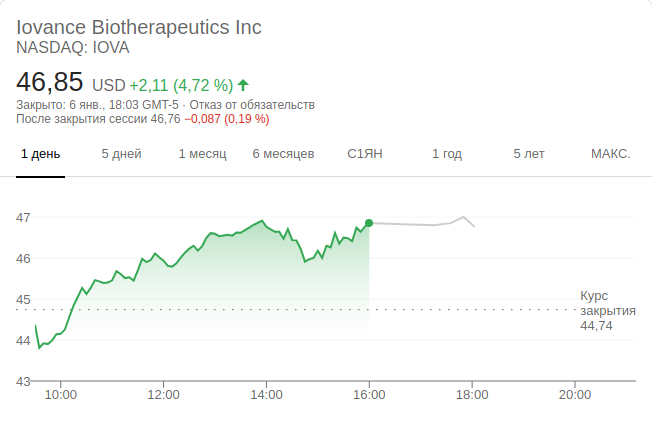 Iovance Biotherapeutics Inc
NASDAQ: IOVA
46,85 USD +2,11 (4,72 %)
Закрыто: 6 янв., 18:03 GMT-5 · Отказ от обязательств
После закрытия сессии 46,76 −0,087 (0,19 %)
1 день 5 дней 1 месяц 6 месяцев С1ЯН 1 год 5 лет МАКС.
47
46
45
44
43
Курс
закрытия
44,74
10:00 12:00 14:00 16:00 18:00 20:00